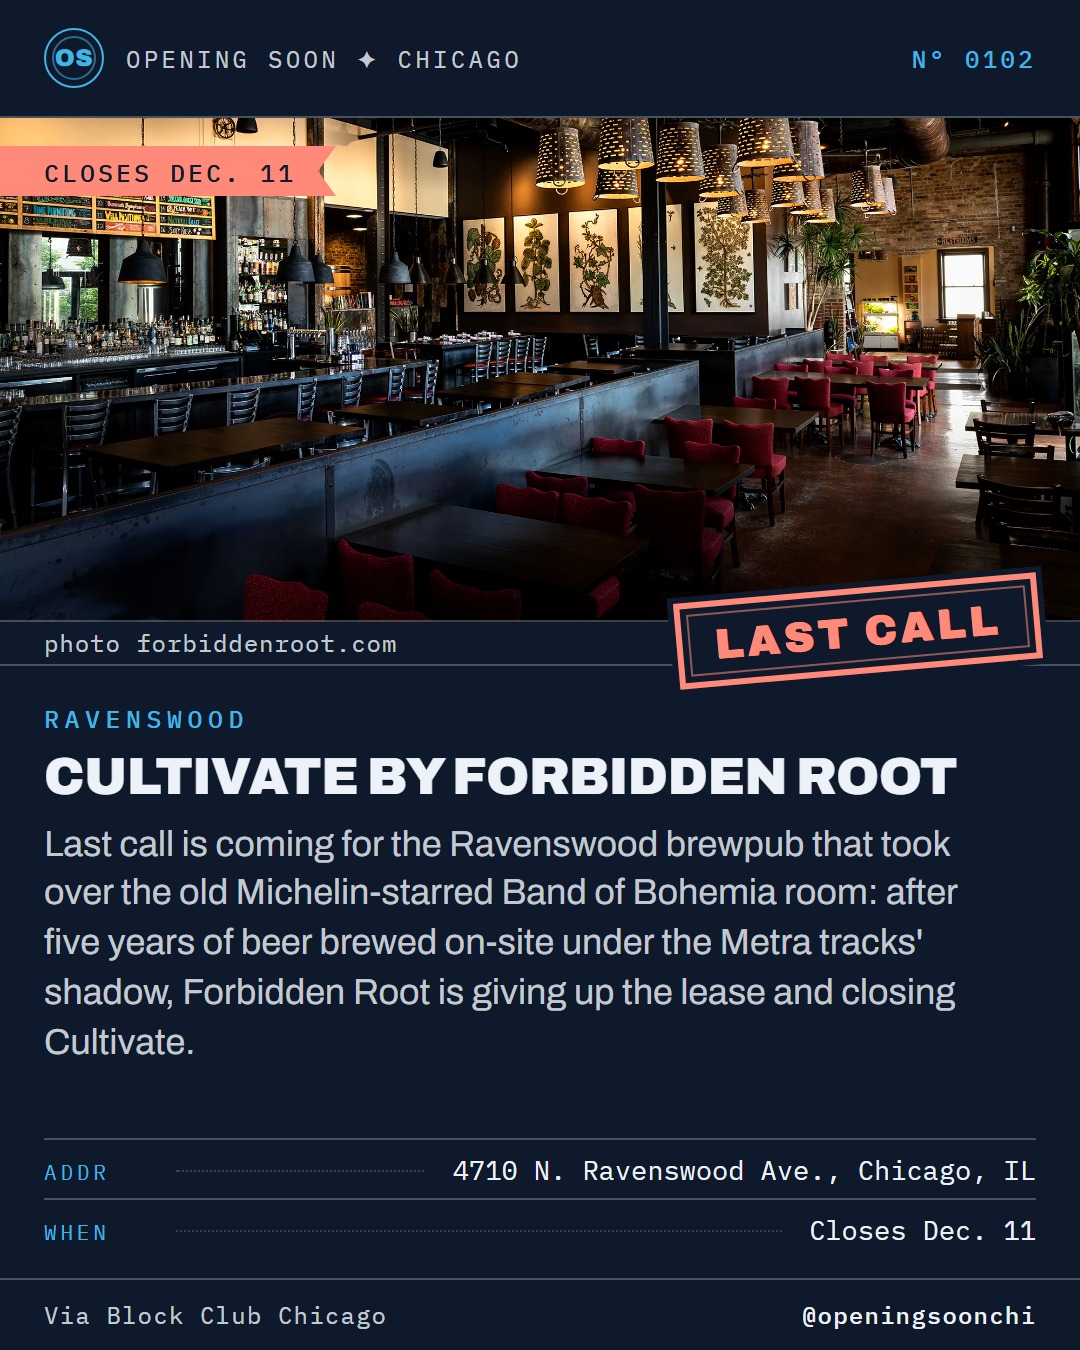 OS OPENING SOON ✦ CHICAGO
N° 0102
CLOSES DEC. 11
RESTROOMS
photo forbiddenroot.com
LAST CALL
RAVENSWOOD
CULTIVATE BY FORBIDDEN ROOT
Last call is coming for the Ravenswood brewpub that took
over the old Michelin-starred Band of Bohemia room: after
five years of beer brewed on-site under the Metra tracks'
shadow, Forbidden Root is giving up the lease and closing
Cultivate.
ADDR 4710 N. Ravenswood Ave., Chicago, IL
WHEN Closes Dec. 11
Via Block Club Chicago
@openingsoonchi